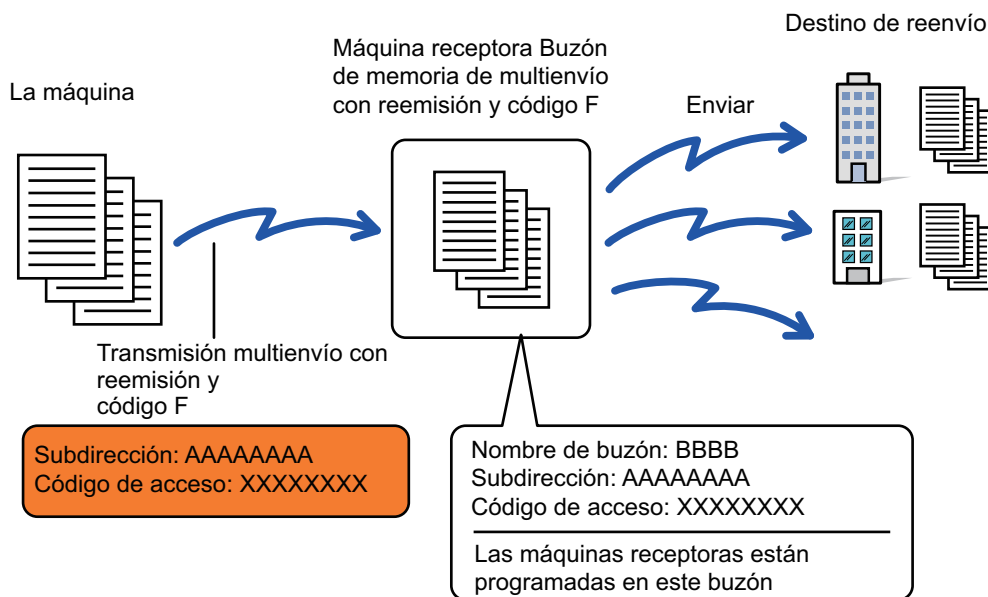 La máquina
Máquina receptora Buzón
de memoria de multienvío
con reemisión y código F
Enviar
Destino de reenvío
Transmisión multienvío con
reemisión y
código F
Subdirección: AAAAAAAA
Código de acceso: XXXXXXXX
Nombre de buzón: BBBB
Subdirección: AAAAAAAA
Código de acceso: XXXXXXXX
Las máquinas receptoras están
programadas en este buzón